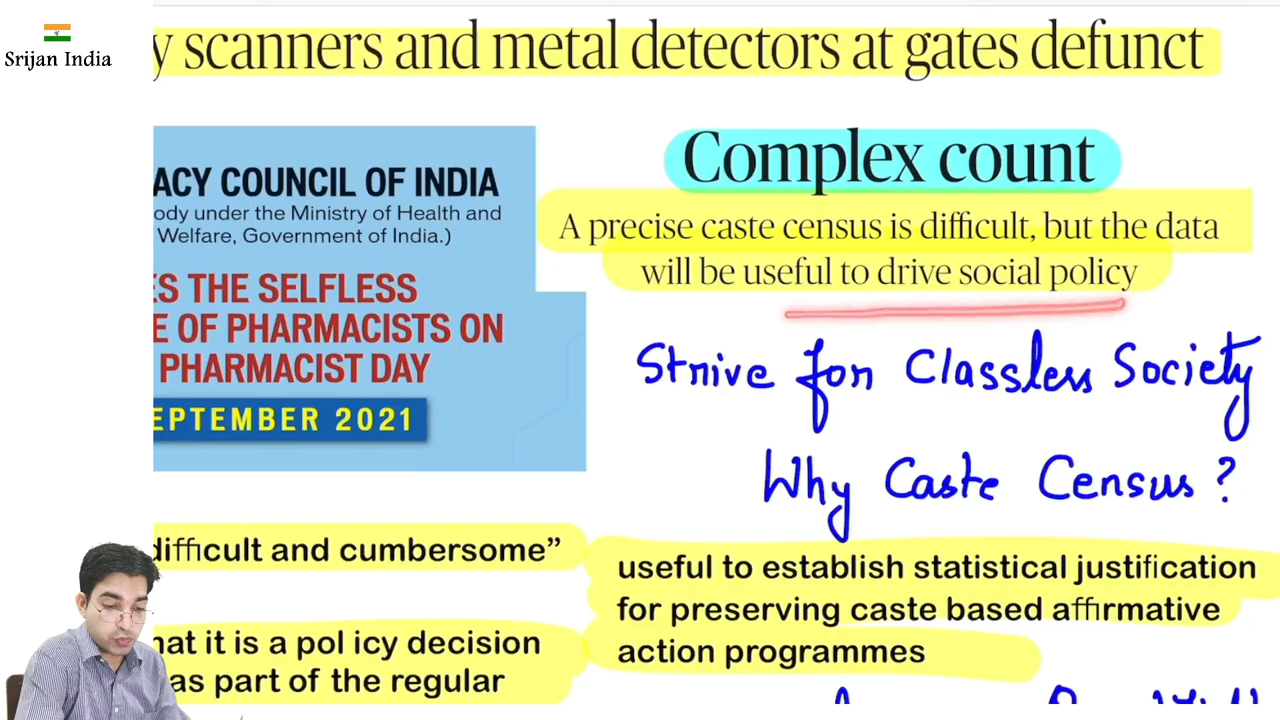 Srijan India
y scanners and metal detectors at gates defunct
ACY COUNCIL OF INDIA
ody under the Ministry of Health and
Welfare, Government of India.)
ES THE SELFLESS
E OF PHARMACISTS ON
PHARMACIST DAY
EPTEMBER 2021
Complex count
A precise caste census is difficult, but the data
will be useful to drive social policy
Strive for Classless Society
Why Caste Census?
difficult and cumbersome”
hat it is a pol icy decision
as part of the regular
useful to establish statistical justification
for preserving caste based affirmative
action programmes